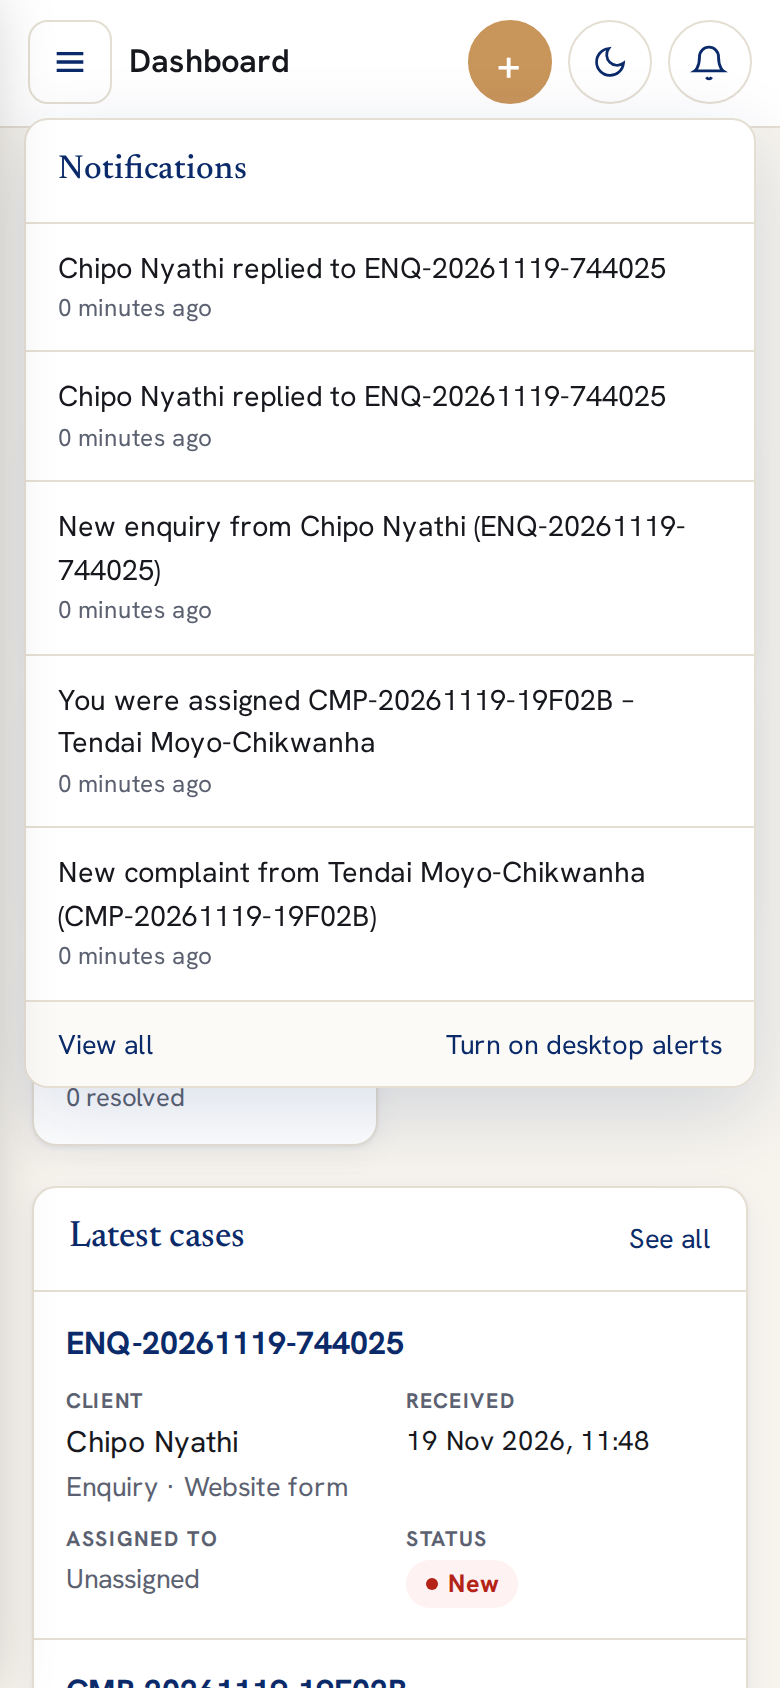 Dashboard
+
Notifications
Chipo Nyathi replied to ENQ-20261119-744025
0 minutes ago
Chipo Nyathi replied to ENQ-20261119-744025
0 minutes ago
New enquiry from Chipo Nyathi (ENQ-20261119-
744025)
0 minutes ago
You were assigned CMP-20261119-19F02B –
Tendai Moyo-Chikwanha
0 minutes ago
New complaint from Tendai Moyo-Chikwanha
(CMP-20261119-19F02B)
0 minutes ago
View all
Turn on desktop alerts
0 resolved
Latest cases
See all
ENQ-20261119-744025
CLIENT
RECEIVED
Chipo Nyathi
19 Nov 2026, 11:48
Enquiry · Website form
ASSIGNED TO
STATUS
Unassigned
New
CMP-20261119-19F02B